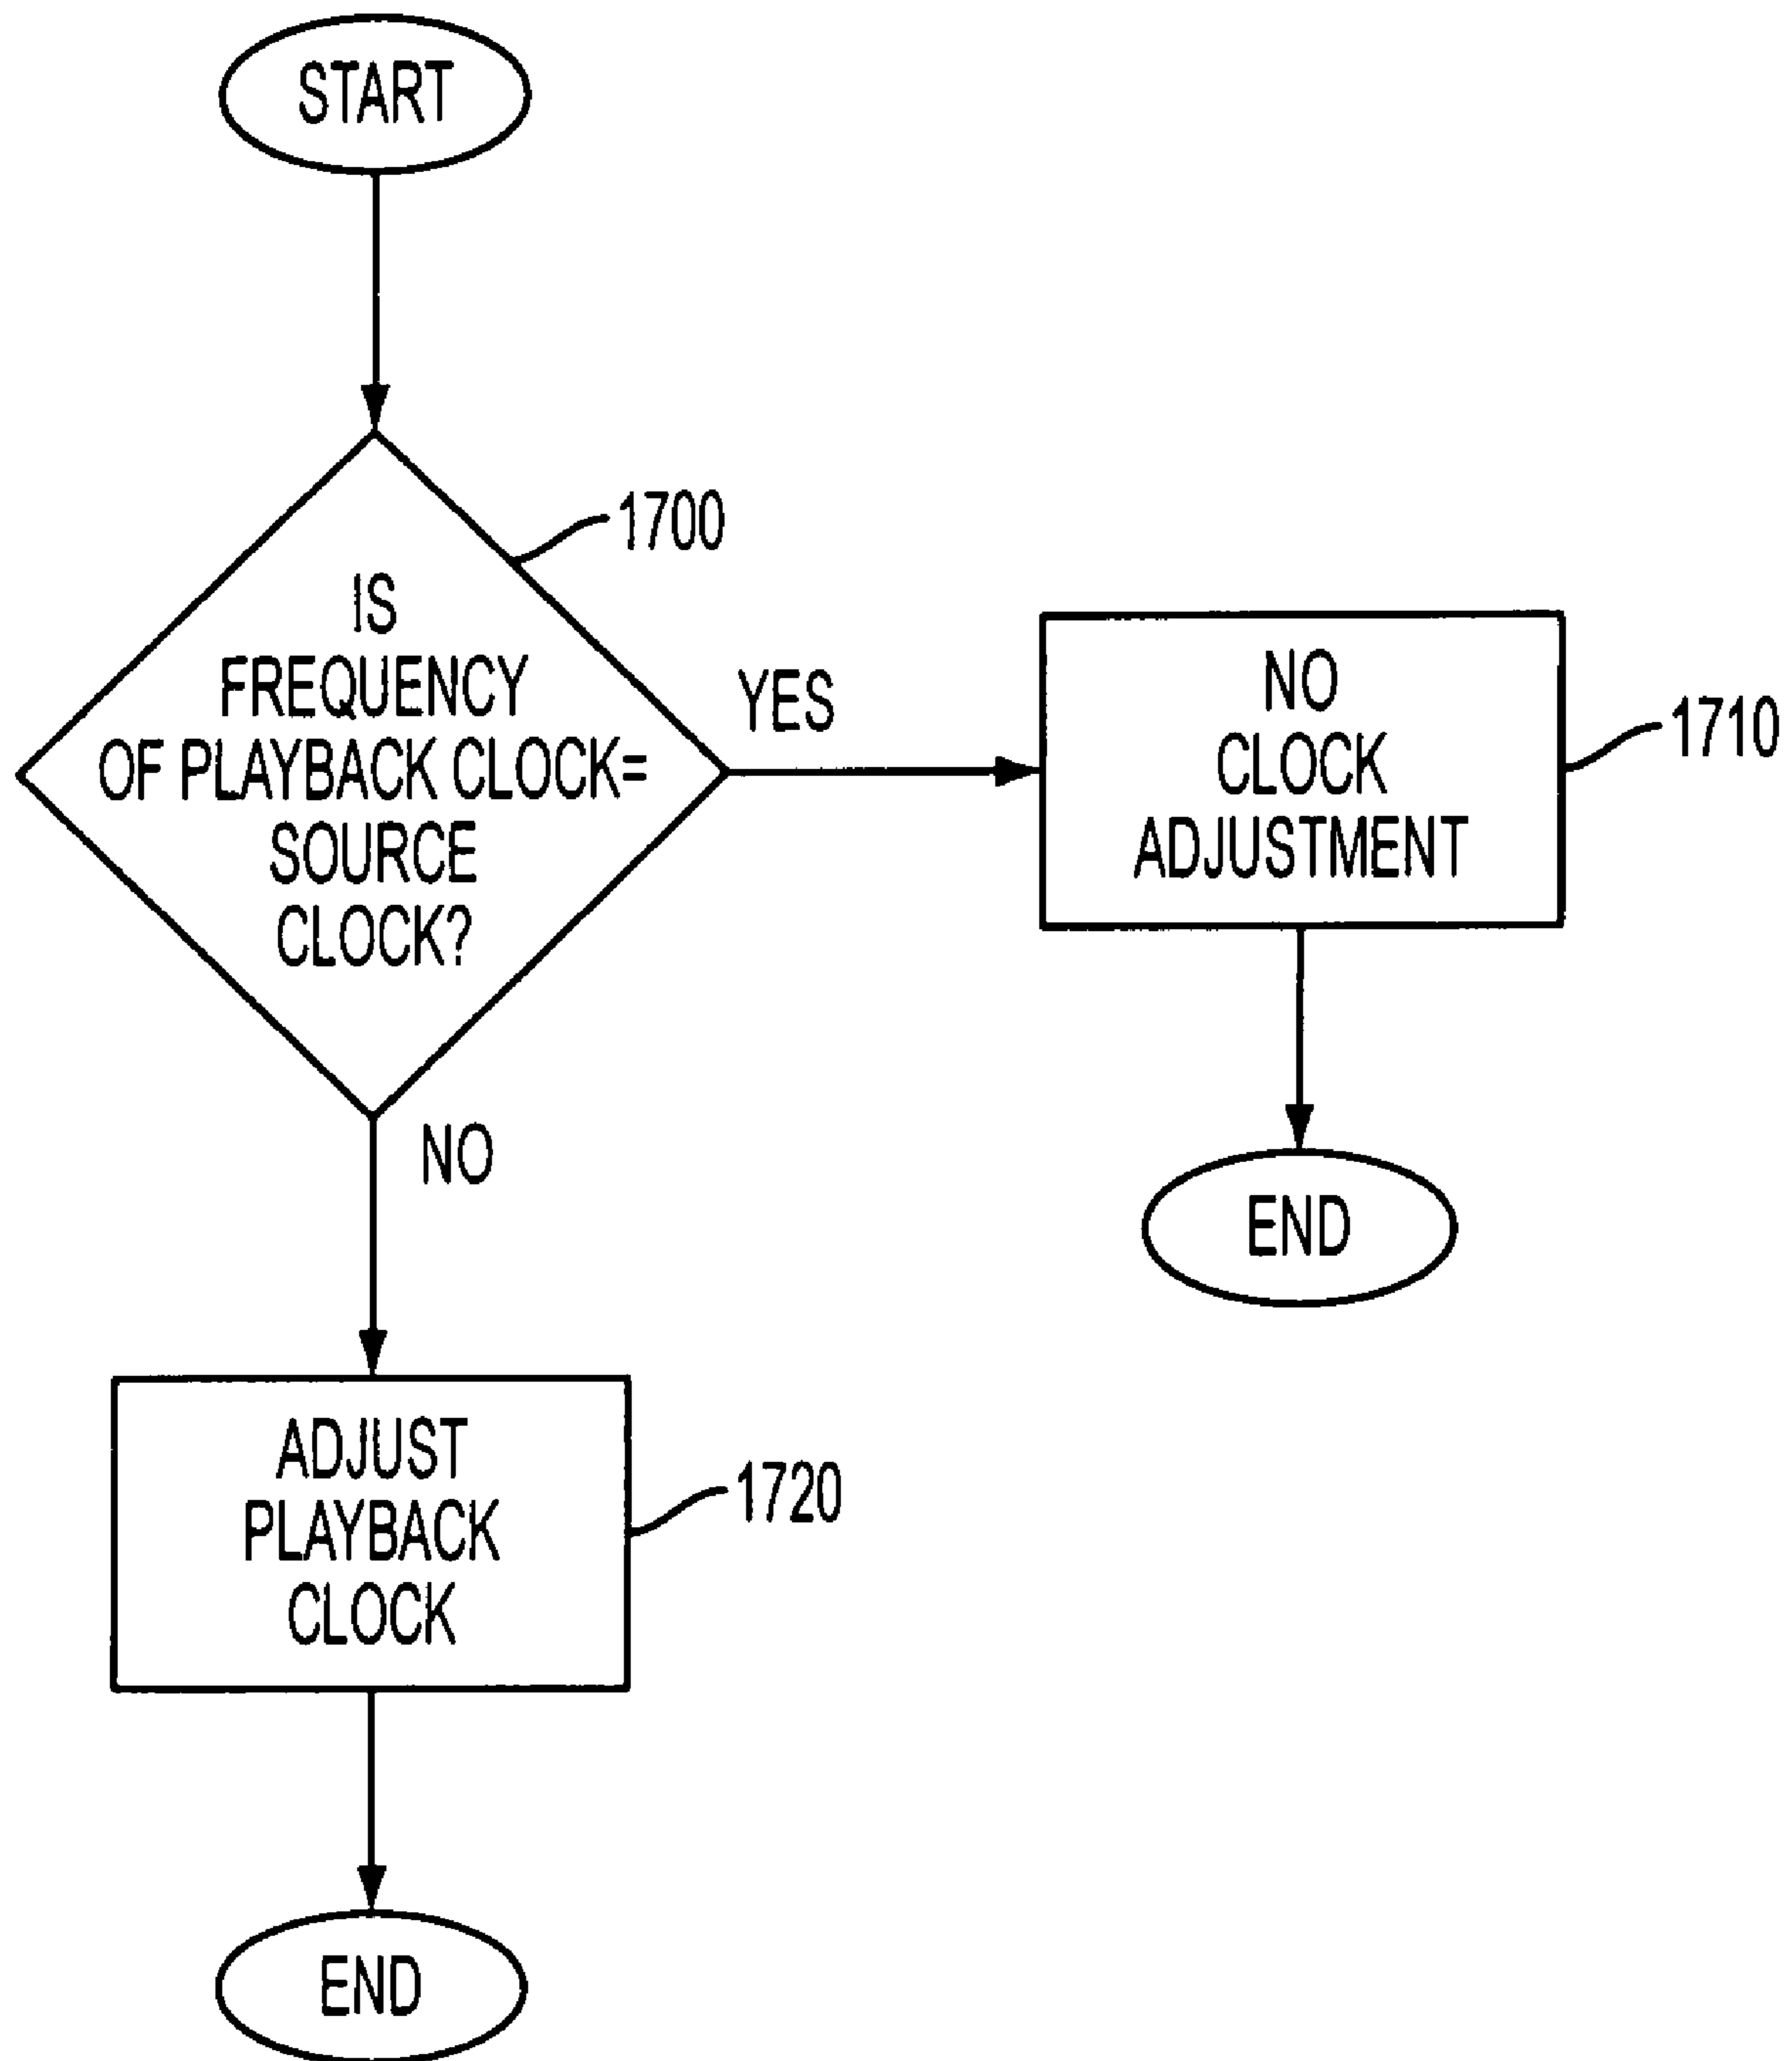 START
1700
IS
FREQUENCY
OF PLAYBACK CLOCK=
SOURCE
CLOCK?
YES
NO
CLOCK
ADJUSTMENT
1710
END
NO
ADJUST
PLAYBACK
CLOCK
1720
END